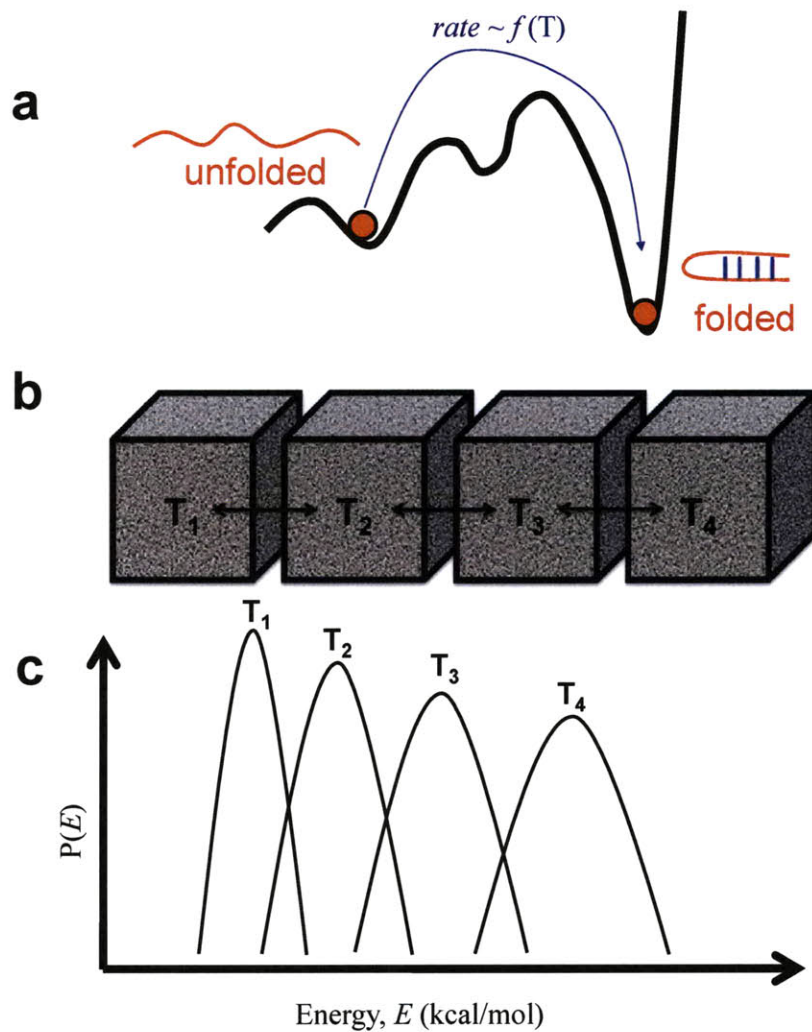 a
rate ~ f (T)
unfolded
folded
b
T₁
T₂
T₃
T₄
c
T₁
T₂
T₃
T₄
P(E)
Energy, E (kcal/mol)